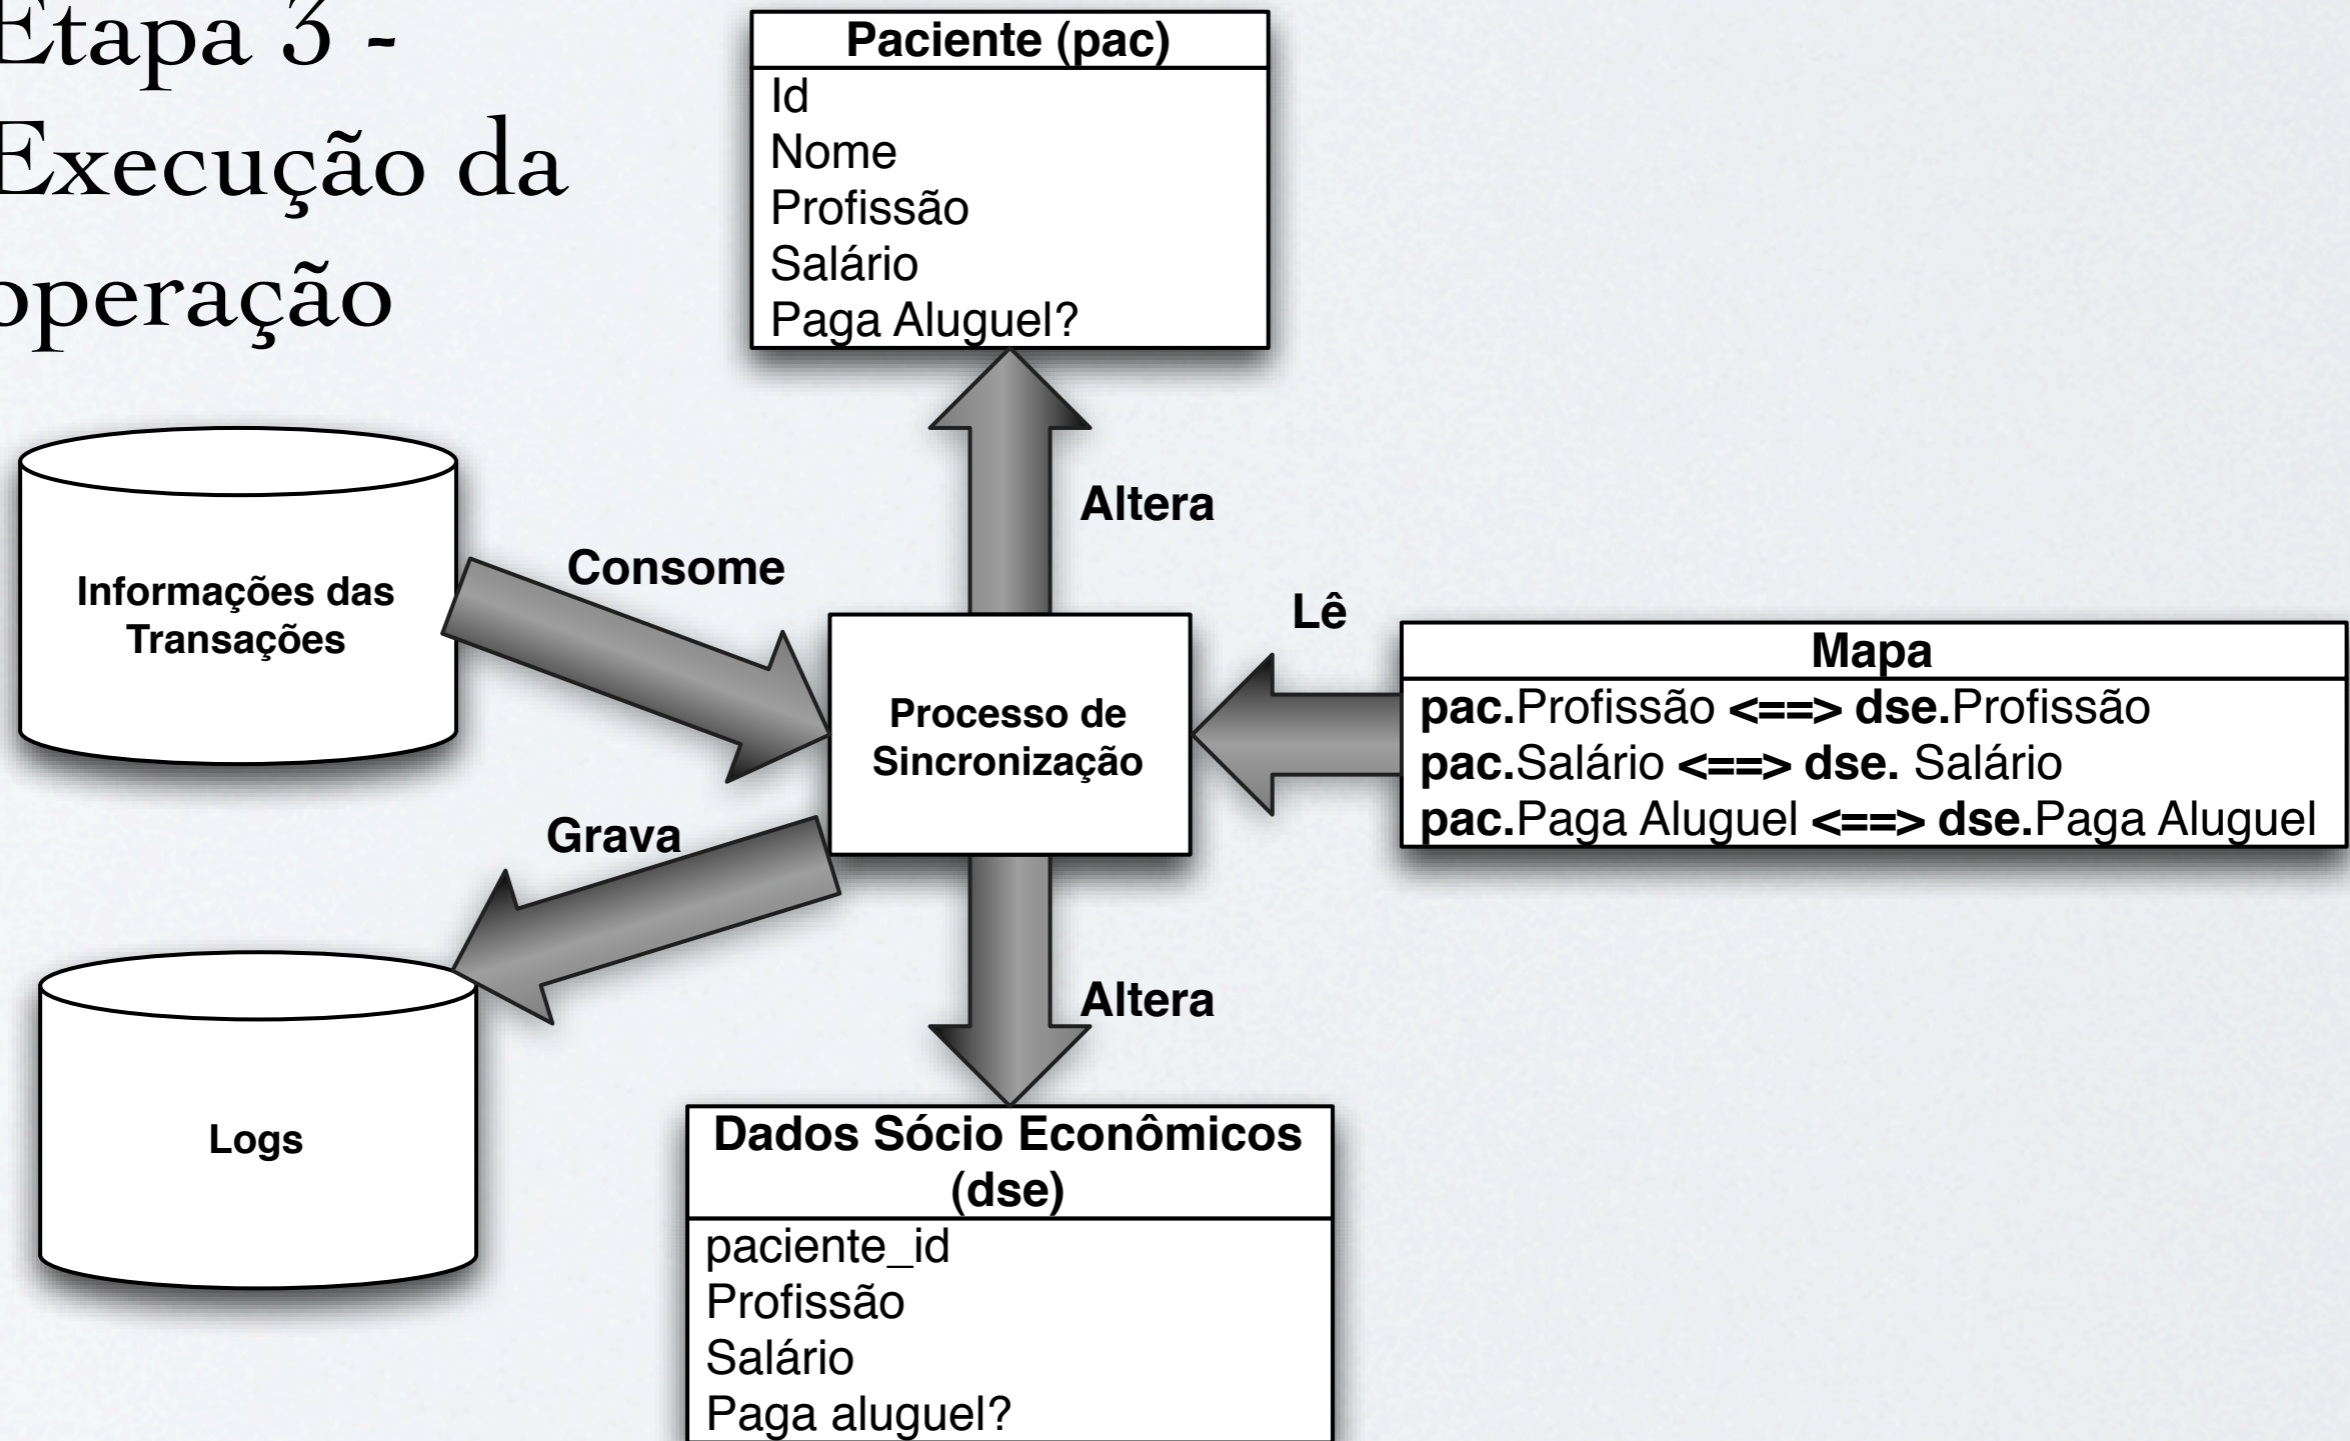 Etapa 3 -
Execução da
operação
Paciente (pac)
Id
Nome
Profissão
Salário
Paga Aluguel?
Altera
Consome
Informações das
Transações
Lê
Processo de
Sincronização
Mapa
pac.Profissão <==> dse.Profissão
pac.Salário <==> dse. Salário
pac.Paga Aluguel <==> dse.Paga Aluguel
Grava
Logs
Altera
Dados Sócio Econômicos
(dse)
paciente_id
Profissão
Salário
Paga aluguel?